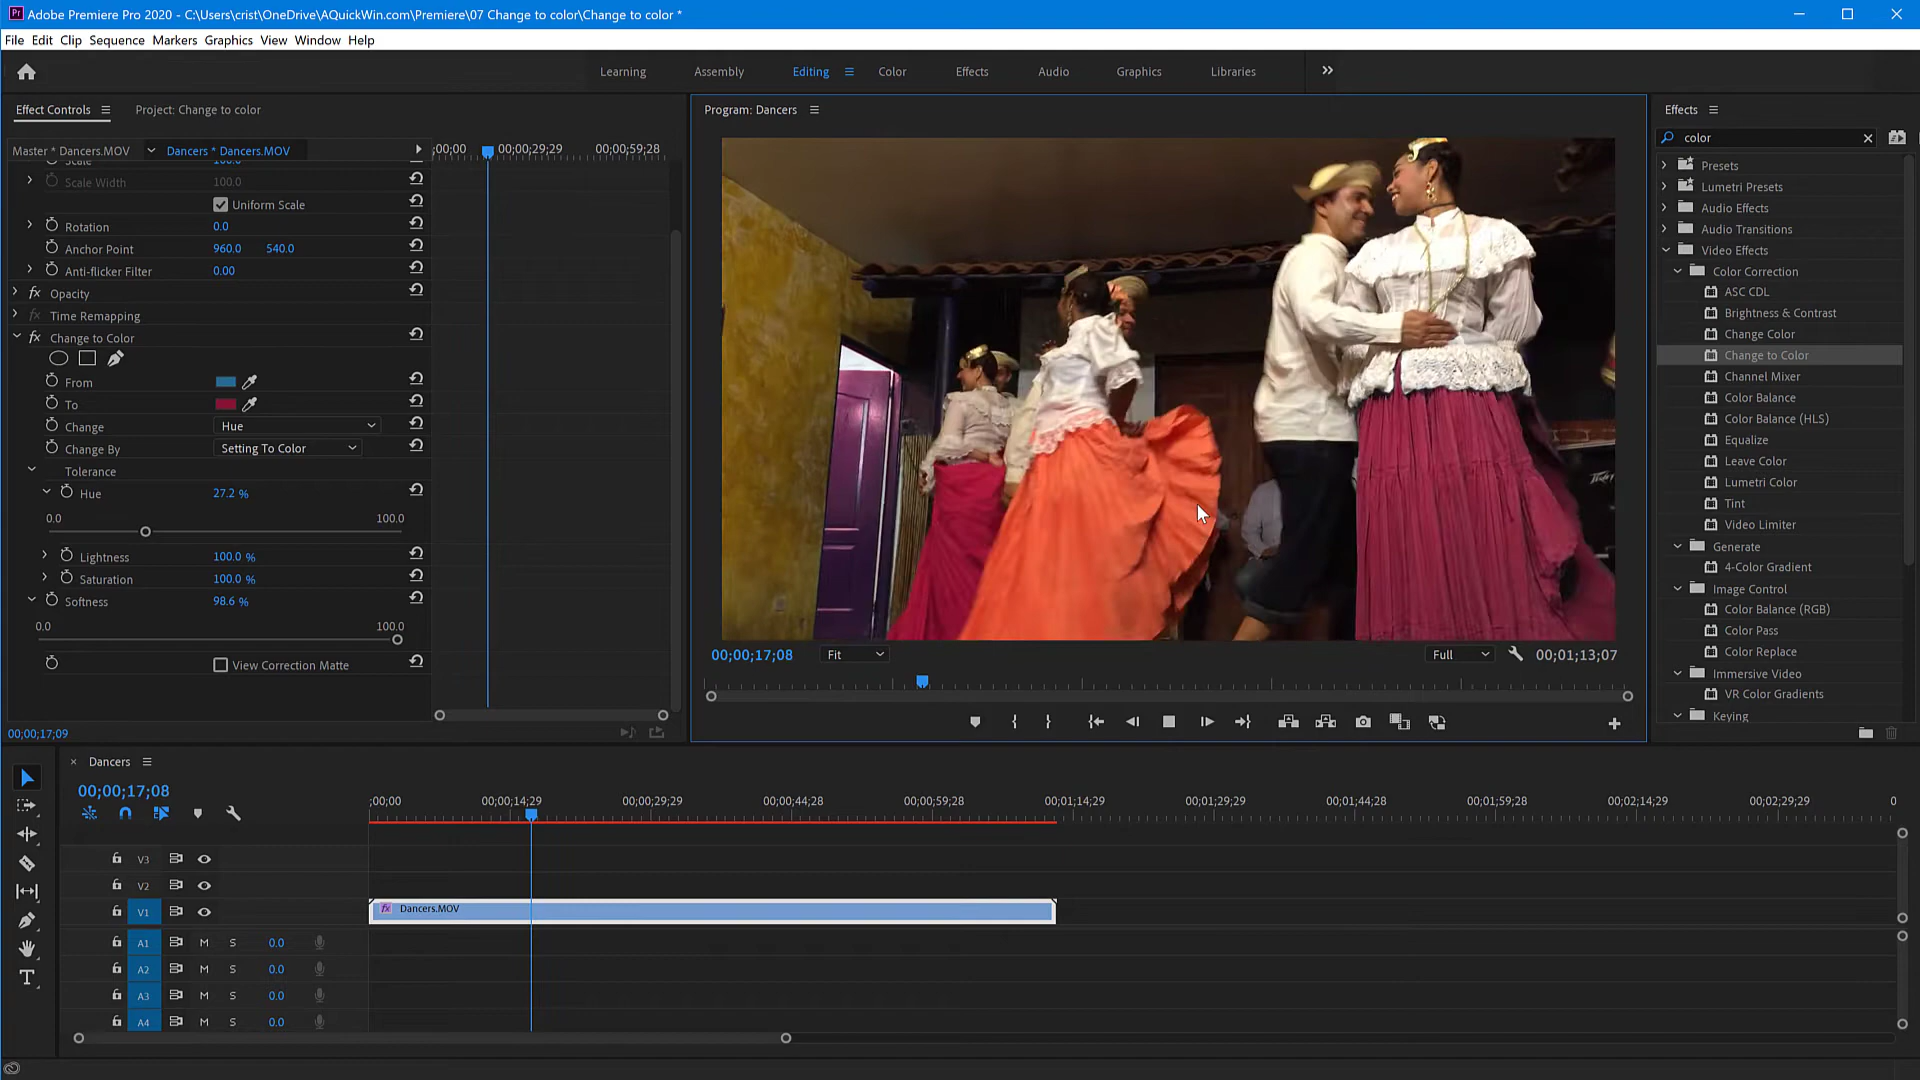 Adobe Premiere Pro 2020 - C:\Users\crist\OneDrive\AQuickWin.com\Premiere\07 Change to color\Change to color *
File Edit Clip Sequence Markers Graphics View Window Help
Learning Assembly Editing Color Effects Audio Graphics Libraries
Effect Controls Project: Change to color
Master * Dancers.MOV Dancers * Dancers.MOV
;00;00 00;00;29;29 00;00;59;28
Scale 100.0
Scale Width 100.0
Uniform Scale
Rotation 0.0
Anchor Point 960.0 540.0
Anti-flicker Filter 0.00
fx Opacity
fx Time Remapping
fx Change to Color
From
To
Change Hue
Change By Setting To Color
Tolerance
Hue 27.2 %
0.0 100.0
Lightness 100.0 %
Saturation 100.0 %
Softness 98.6 %
0.0 100.0
View Correction Matte
00;00;17;09
Program: Dancers
00;00;17;08 Fit Full 00;01;13;07
Effects
color
Presets
Lumetri Presets
Audio Effects
Audio Transitions
Video Effects
Color Correction
ASC CDL
Brightness & Contrast
Change Color
Change to Color
Channel Mixer
Color Balance
Color Balance (HLS)
Equalize
Leave Color
Lumetri Color
Tint
Video Limiter
Generate
4-Color Gradient
Image Control
Color Balance (RGB)
Color Pass
Color Replace
Immersive Video
VR Color Gradients
Keying
× Dancers
00;00;17;08
;00;00 00;00;14;29 00;00;29;29 00;00;44;28 00;00;59;28 00;01;14;29 00;01;29;29 00;01;44;28 00;01;59;28 00;02;14;29 00;02;29;29 0
V3
V2
V1
fx Dancers.MOV
A1 M S 0.0
A2 M S 0.0
A3 M S 0.0
A4 M S 0.0